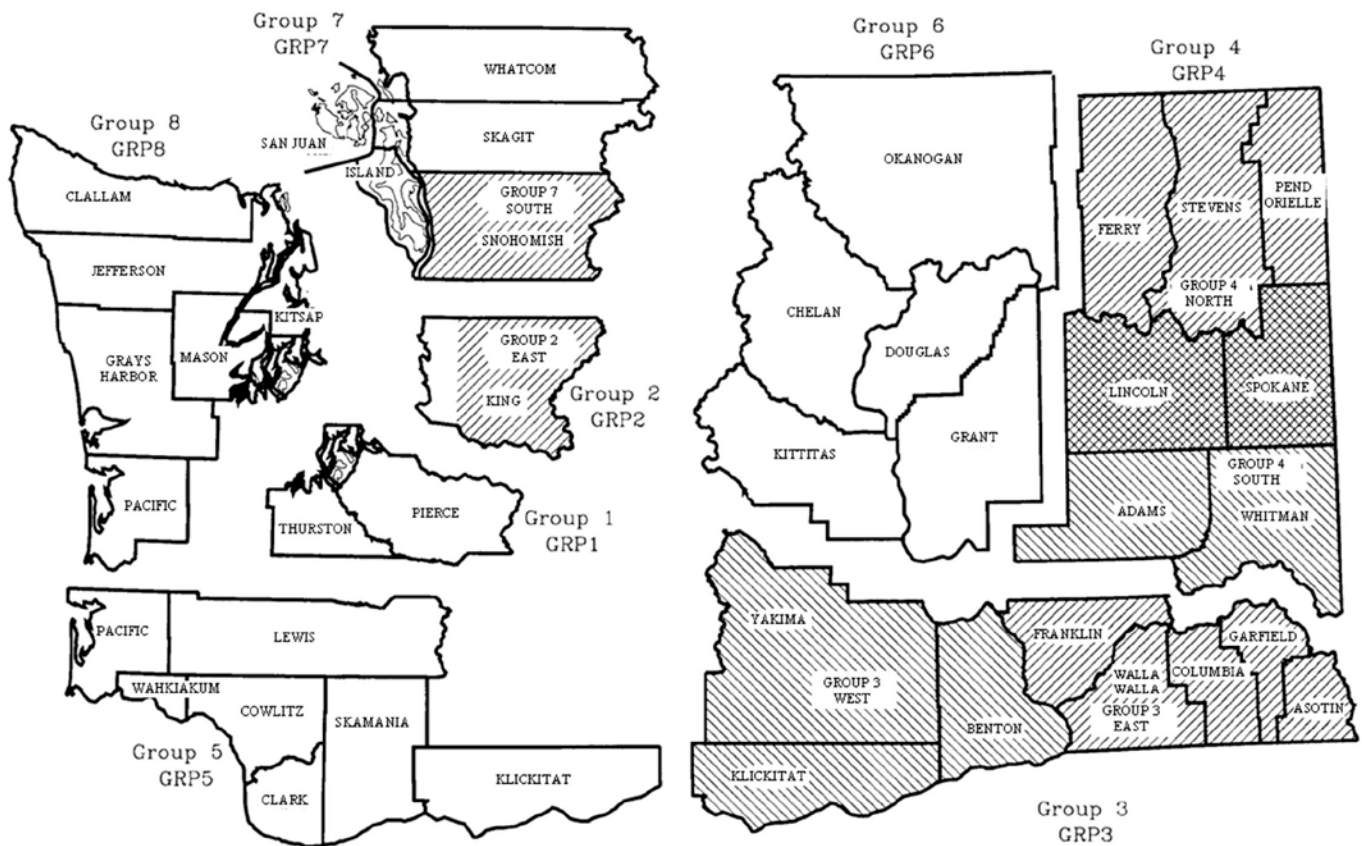 Group 7
GRP7
WHATCOM
SKAGIT
SAN JUAN
ISLAND
GROUP 7
SOUTH
SNOHOMISH
Group 8
GRP8
CLALLAM
JEFFERSON
KITSAP
MASON
GRAYS
HARBOR
PACIFIC
GROUP 2
EAST
KING
Group 2
GRP2
THURSTON
PIERCE
Group 1
GRP1
PACIFIC
LEWIS
WAHKIAKUM
COWLITZ
SKAMANIA
CLARK
KLICKITAT
Group 5
GRP5
Group 6
GRP6
OKANOGAN
CHELAN
DOUGLAS
GRANT
KITTITAS
Group 4
GRP4
FERRY
STEVENS
PEND
ORIELLE
GROUP 4
NORTH
LINCOLN
SPOKANE
GROUP 4
SOUTH
ADAMS
WHITMAN
YAKIMA
GROUP 3
WEST
KLICKITAT
BENTON
FRANKLIN
WALLA
WALLA
GROUP 3
EAST
COLUMBIA
GARFIELD
ASOTIN
Group 3
GRP3